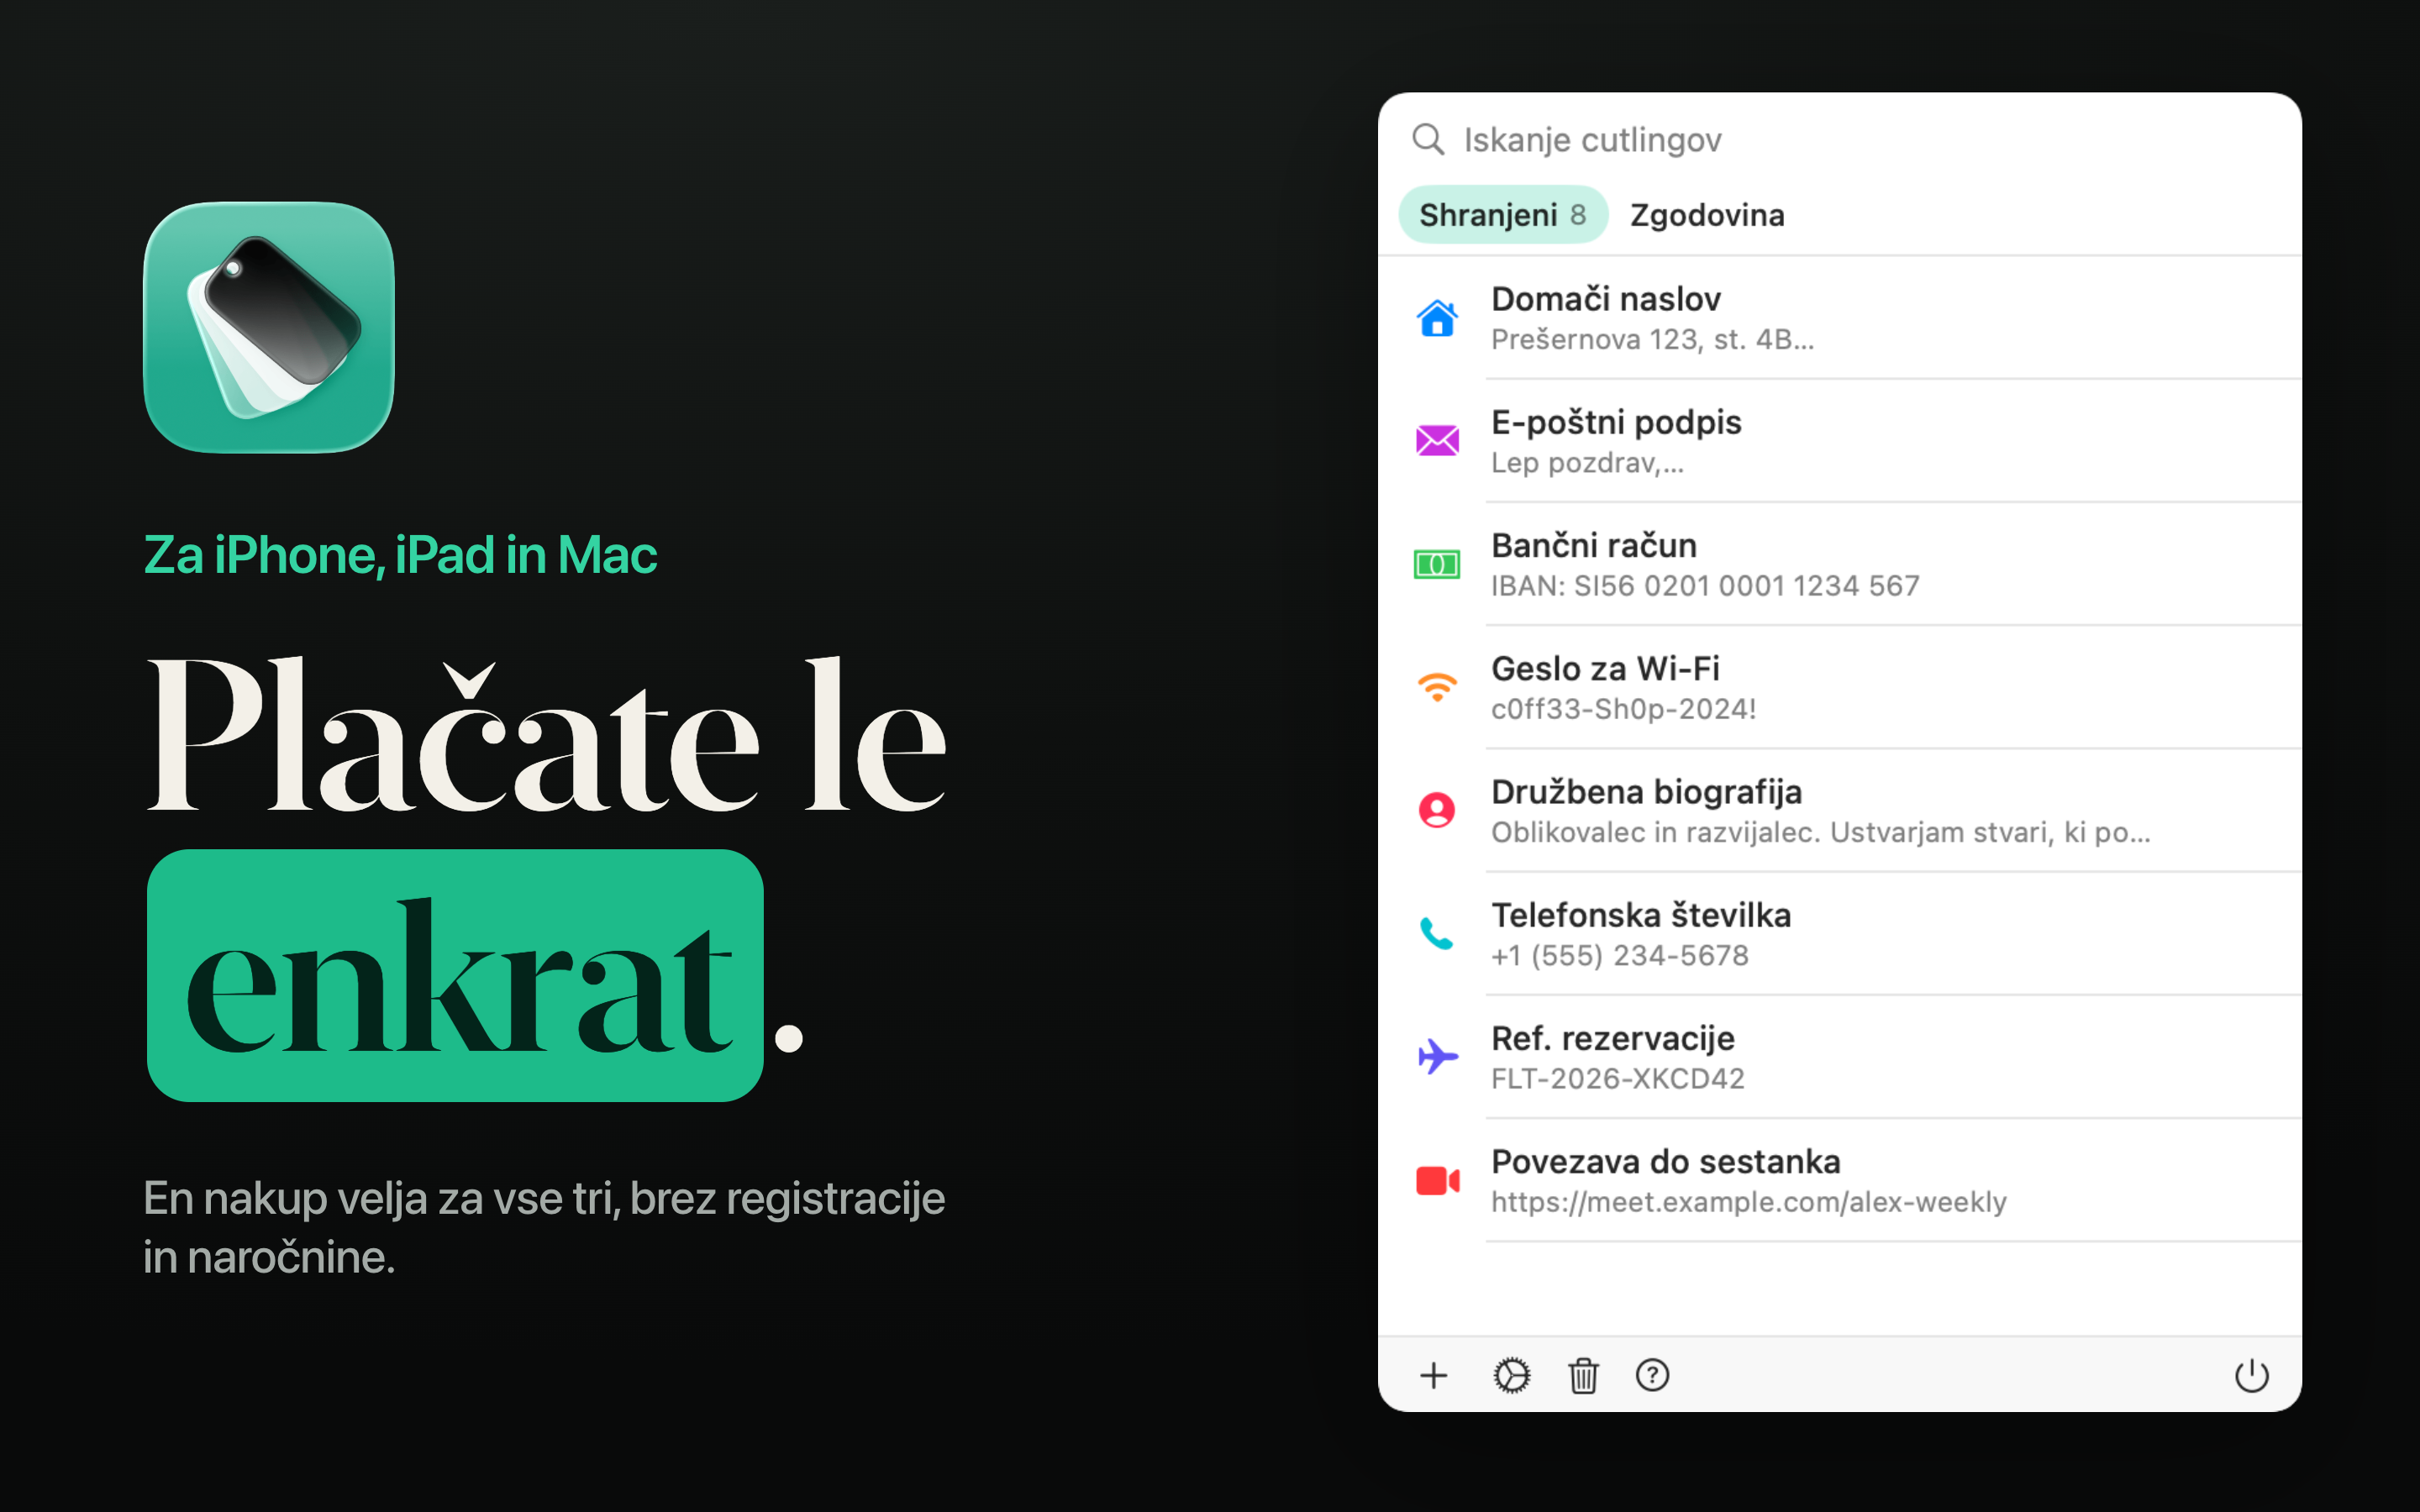 Za iPhone, iPad in Mac
Plačate le
enkrat.
En nakup velja za vse tri, brez registracije
in naročnine.
Iskanje cutlingov
Shranjeni 8 Zgodovina
Domači naslov
Prešernova 123, st. 4B...
E-poštni podpis
Lep pozdrav,...
Bančni račun
IBAN: SI56 0201 0001 1234 567
Geslo za Wi-Fi
c0ff33-Sh0p-2024!
Družbena biografija
Oblikovalec in razvijalec. Ustvarjam stvari, ki po...
Telefonska številka
+1 (555) 234-5678
Ref. rezervacije
FLT-2026-XKCD42
Povezava do sestanka
https://meet.example.com/alex-weekly